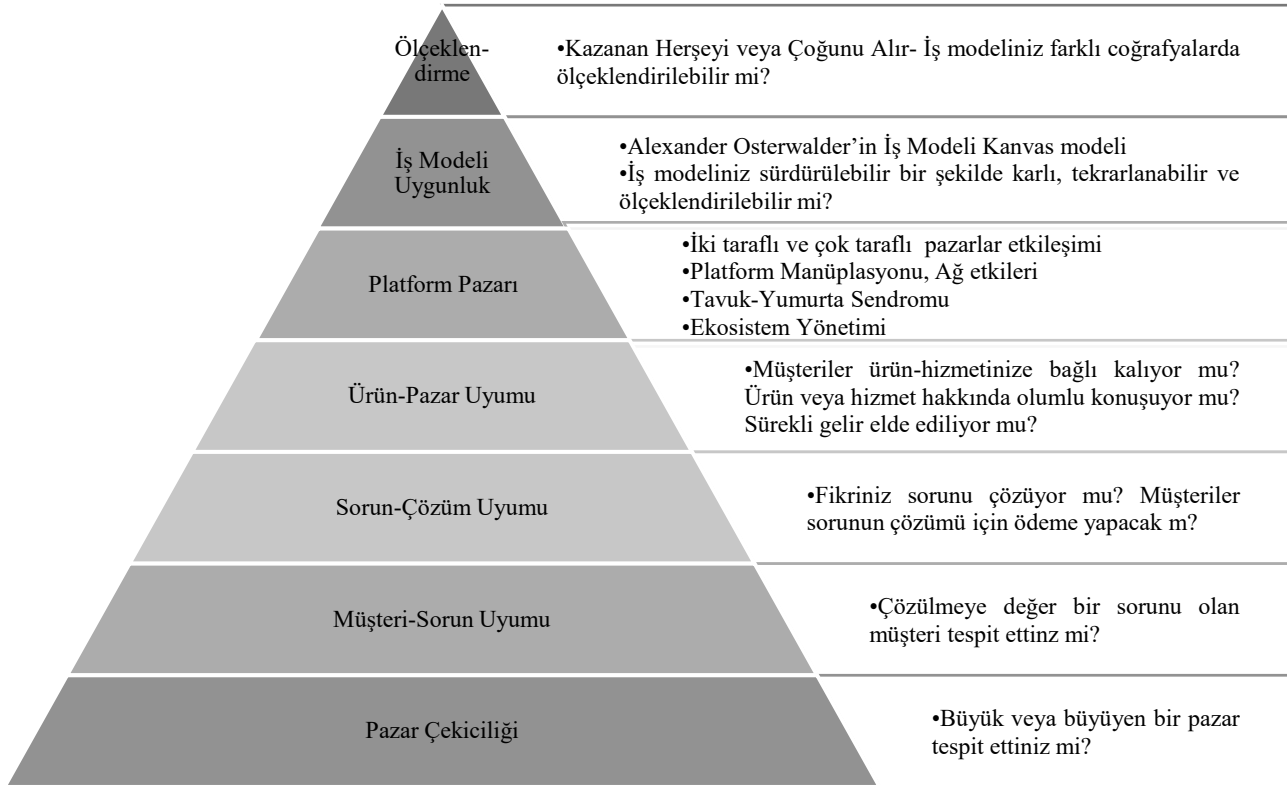 Ölçeklen-
dirme
•Kazanan Herşeyi veya Çoğunu Alır- İş modeliniz farklı coğrafyalarda
ölçeklendirilebilir mi?
İş Modeli
Uygunluk
•Alexander Osterwalder’in İş Modeli Kanvas modeli
•İş modeliniz sürdürülebilir bir şekilde karlı, tekrarlanabilir ve
ölçeklendirilebilir mi?
Platform Pazarı
•İki taraflı ve çok taraflı pazarlar etkileşimi
•Platform Manüplasyonu, Ağ etkileri
•Tavuk-Yumurta Sendromu
•Ekosistem Yönetimi
Ürün-Pazar Uyumu
•Müşteriler ürün-hizmetinize bağlı kalıyor mu?
Ürün veya hizmet hakkında olumlu konuşuyor mu?
Sürekli gelir elde ediliyor mu?
Sorun-Çözüm Uyumu
•Fikriniz sorunu çözüyor mu? Müşteriler
sorunun çözümü için ödeme yapacak m?
Müşteri-Sorun Uyumu
•Çözülmeye değer bir sorunu olan
müşteri tespit ettinz mi?
Pazar Çekiciliği
•Büyük veya büyüyen bir pazar
tespit ettiniz mi?